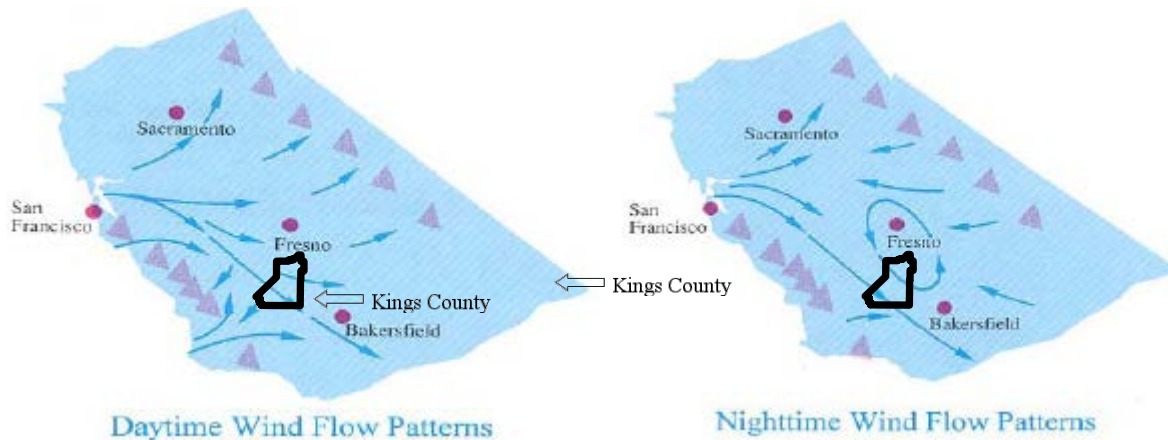 Sacramento
San
Francisco
Fresno
Kings County
Bakersfield
Daytime Wind Flow Patterns
Sacramento
San
Francisco
Fresno
Kings County
Bakersfield
Nighttime Wind Flow Patterns